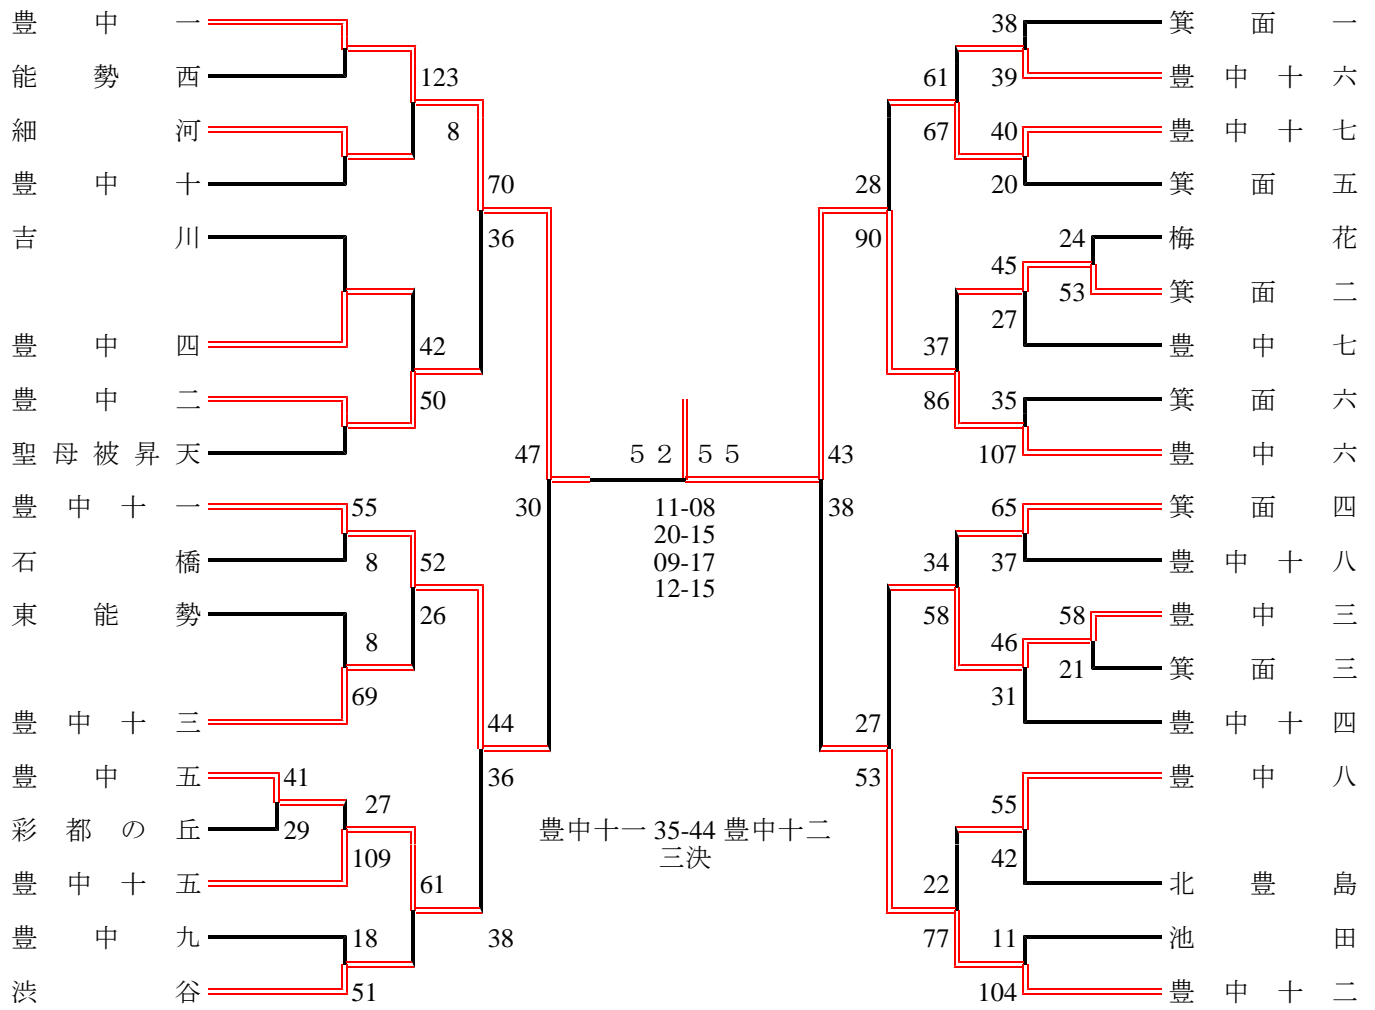 豊中一
能勢西
123
細河
8
豊中十
70
吉川
36
豊中四
42
豊中二
50
聖母被昇天
47
豊中十一
55
30
石橋
8
52
東能勢
26
8
69
豊中十三
44
豊中五
41
36
27
彩都の丘
29
109
豊中十五
61
豊中九
18
38
渋谷
51
５２
５５
11-08
20-15
09-17
12-15
豊中十一 35-44 豊中十二
三決
38
箕面一
61
39
豊中十六
67
40
豊中十七
28
20
箕面五
90
24
梅花
45
53
箕面二
27
37
豊中七
86
35
箕面六
43
107
豊中六
38
65
箕面四
34
37
豊中十八
58
58
豊中三
46
21
箕面三
31
27
豊中十四
53
豊中八
55
42
22
北豊島
77
11
池田
104
豊中十二